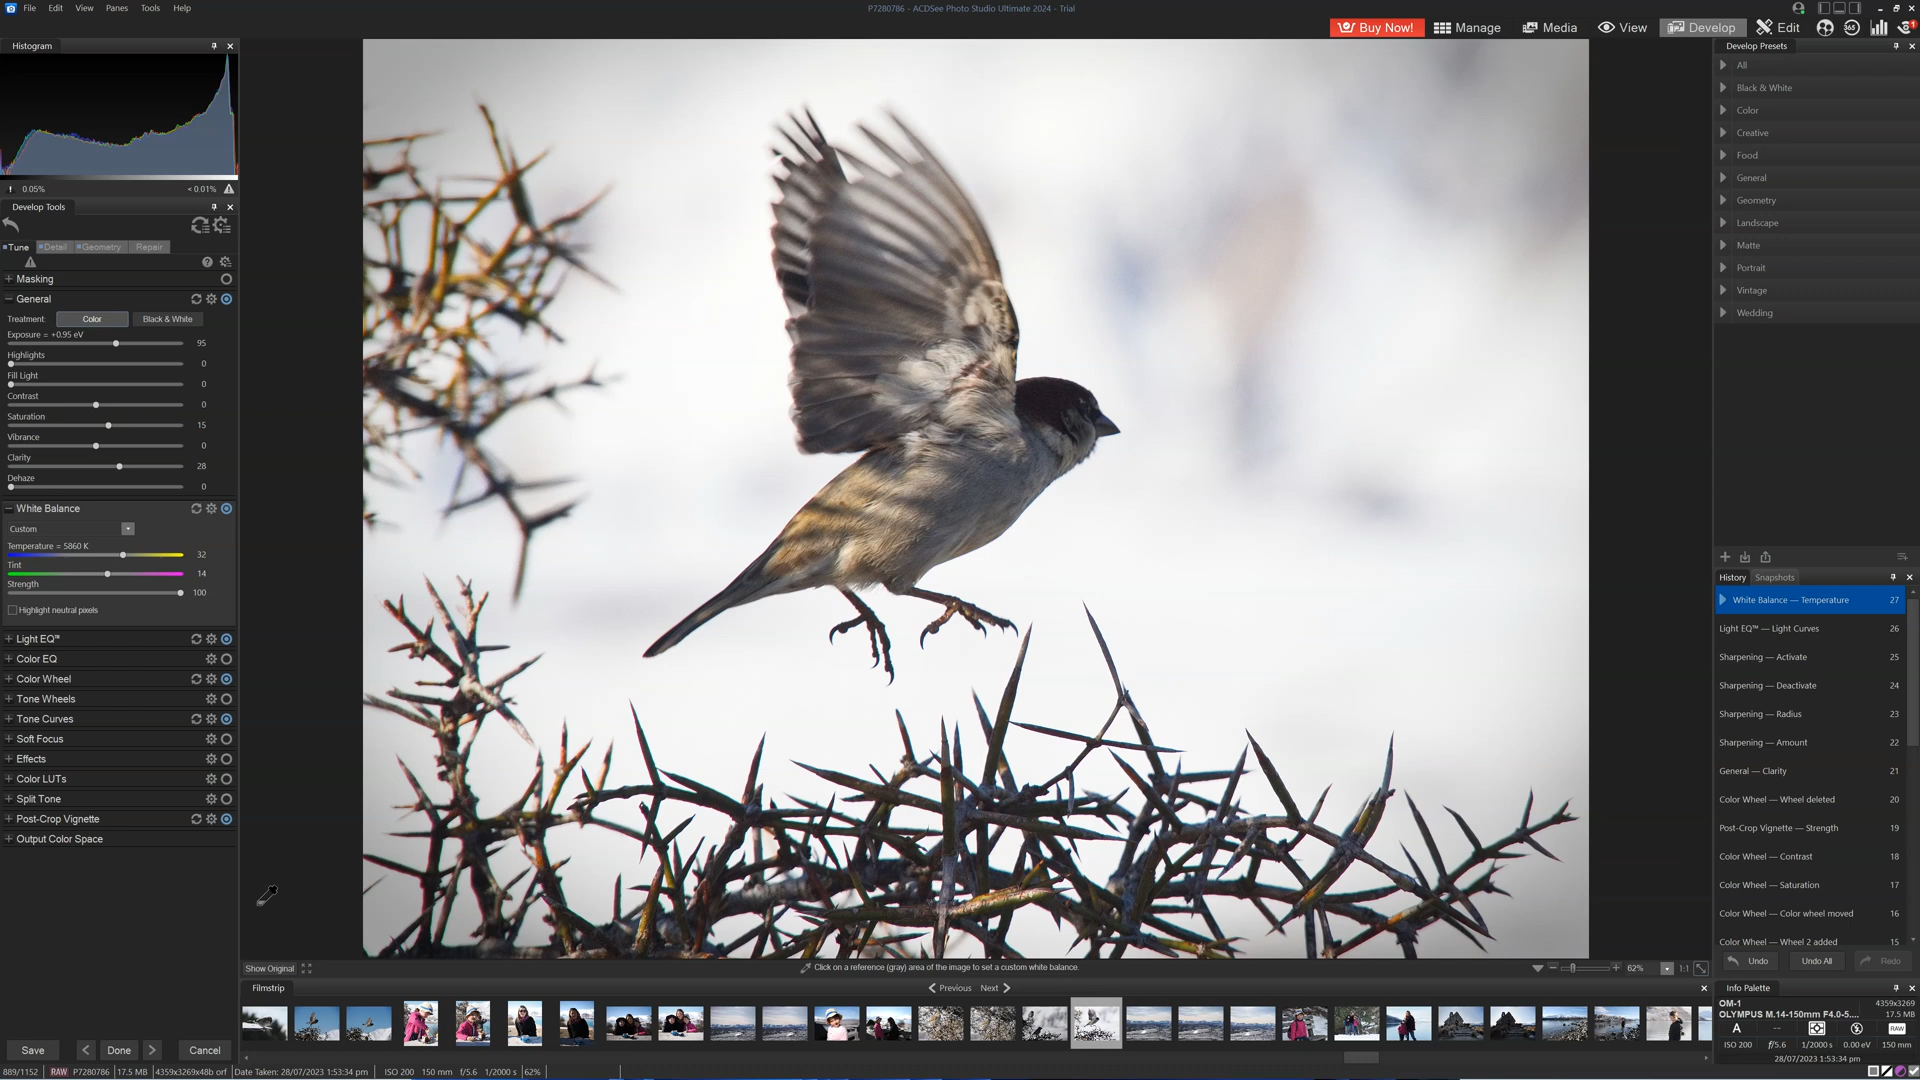 File Edit View Panes Tools Help
P7280786 - ACDSee Photo Studio Ultimate 2024 - Trial
Buy Now! Manage Media View Develop Edit 365 1
Histogram
0.05% < 0.01%
Develop Tools
Tune Detail Geometry Repair
Masking
General
Treatment: Color Black & White
Exposure = +0.95 eV
95
Highlights
0
Fill Light
0
Contrast
0
Saturation
15
Vibrance
0
Clarity
28
Dehaze
0
White Balance
Custom
Temperature = 5860 K
32
Tint
14
Strength
100
Highlight neutral pixels
Light EQ™
Color EQ
Color Wheel
Tone Wheels
Tone Curves
Soft Focus
Effects
Color LUTs
Split Tone
Post-Crop Vignette
Output Color Space
Save Done Cancel
Show Original
Click on a reference (gray) area of the image to set a custom white balance.
62% 1:1
Filmstrip
Previous Next
Develop Presets
All
Black & White
Color
Creative
Food
General
Geometry
Landscape
Matte
Portrait
Vintage
Wedding
History Snapshots
White Balance — Temperature 27
Light EQ™ — Light Curves 26
Sharpening — Activate 25
Sharpening — Deactivate 24
Sharpening — Radius 23
Sharpening — Amount 22
General — Clarity 21
Color Wheel — Wheel deleted 20
Post-Crop Vignette — Strength 19
Color Wheel — Contrast 18
Color Wheel — Saturation 17
Color Wheel — Color wheel moved 16
Color Wheel — Wheel 2 added 15
Undo Undo All Redo
Info Palette
OM-1 4359x3269
OLYMPUS M.14-150mm F4.0-5.... 17.5 MB
A -- RAW
ISO 200 f/5.6 1/2000 s 0.00 eV 150 mm
28/07/2023 1:53:34 pm
889/1152 RAW P7280786 17.5 MB 4359x3269x48b orf Date Taken: 28/07/2023 1:53:34 pm ISO 200 150 mm f/5.6 1/2000 s 62%